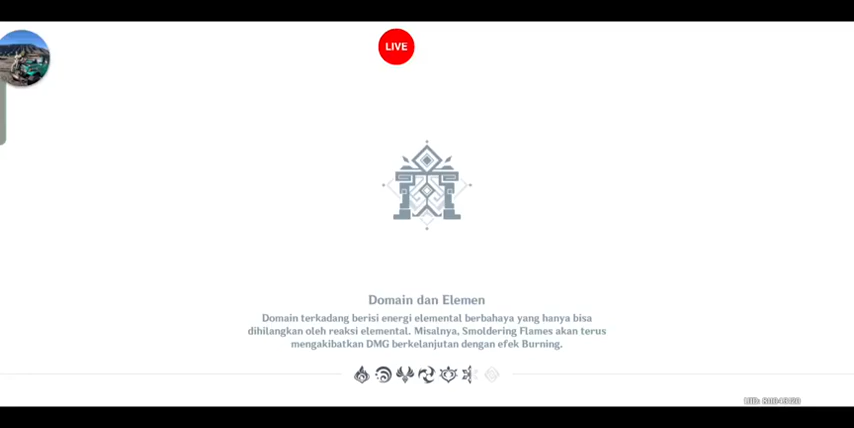 LIVE
Domain dan Elemen
Domain terkadang berisi energi elemental berbahaya yang hanya bisa
dihilangkan oleh reaksi elemental. Misalnya, Smoldering Flames akan terus
mengakibatkan DMG berkelanjutan dengan efek Burning.
UID: